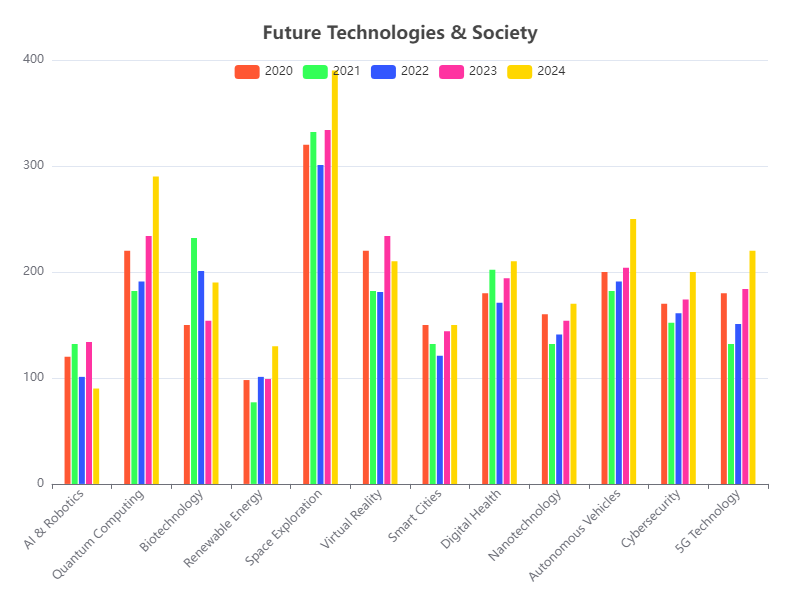 Future Technologies & Society
2020 2021 2022 2023 2024
400
300
200
100
0
AI & Robotics
Quantum Computing
Biotechnology
Renewable Energy
Space Exploration
Virtual Reality
Smart Cities
Digital Health
Nanotechnology
Autonomous Vehicles
Cybersecurity
5G Technology